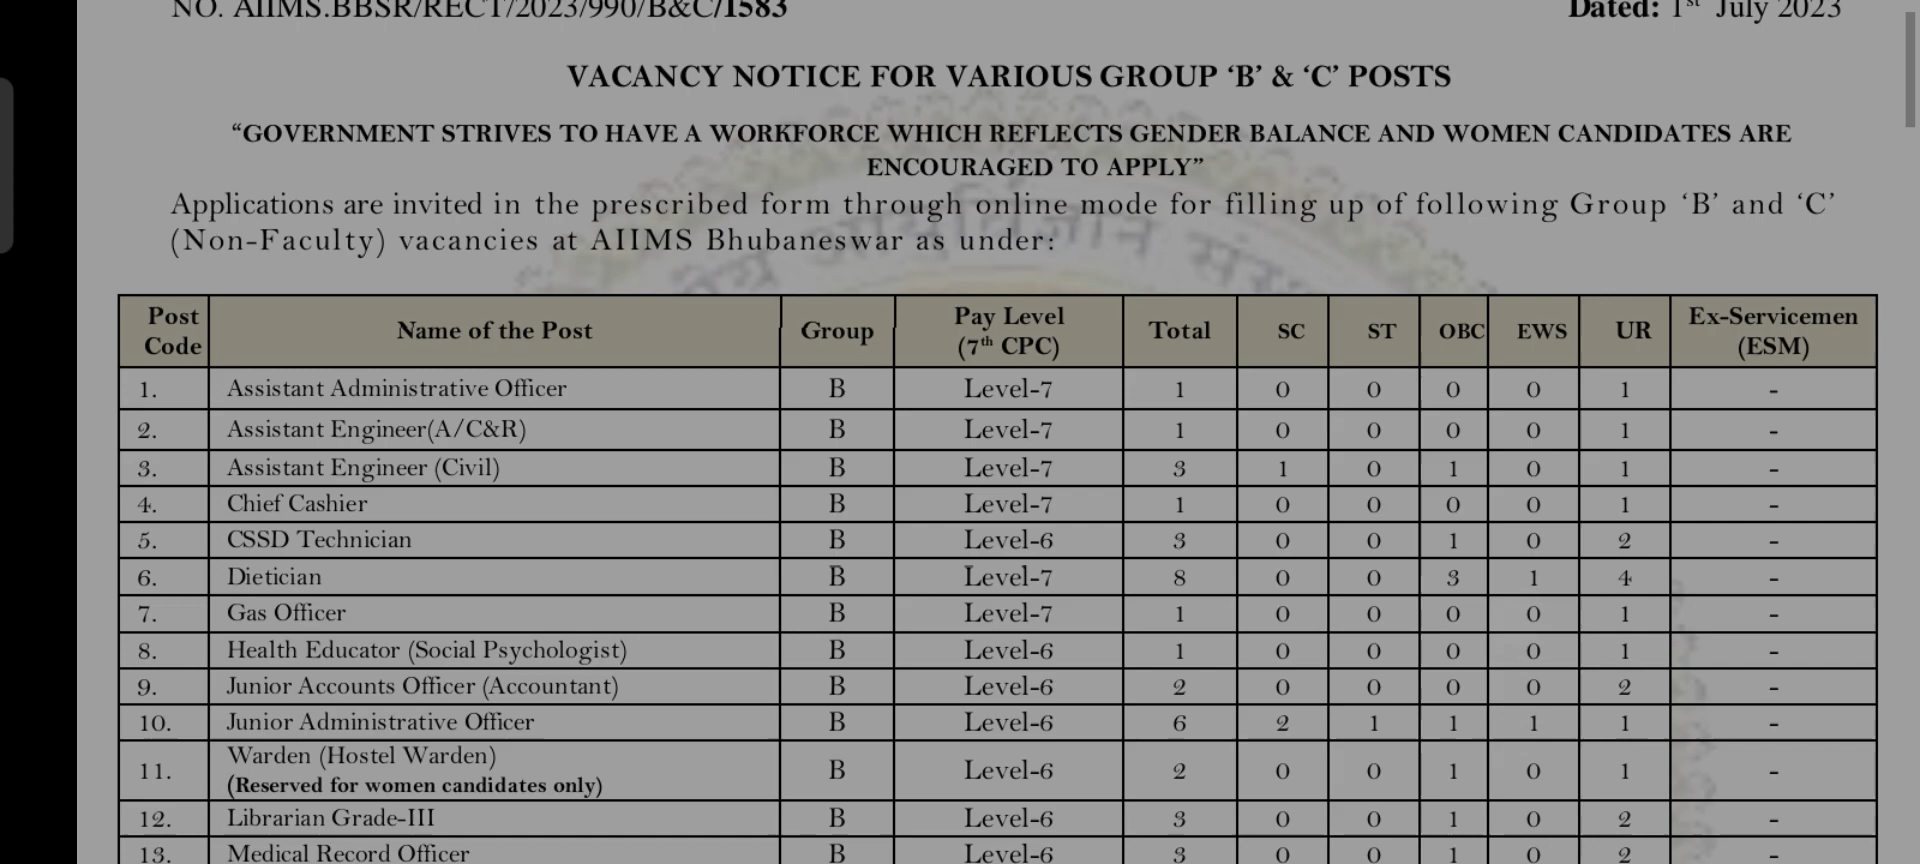 NO. AIIMS.BBSR/RECT/2023/990/B&C/1583 Dated: 1st July 2023
VACANCY NOTICE FOR VARIOUS GROUP ‘B’ & ‘C’ POSTS
“GOVERNMENT STRIVES TO HAVE A WORKFORCE WHICH REFLECTS GENDER BALANCE AND WOMEN CANDIDATES ARE
ENCOURAGED TO APPLY”
Applications are invited in the prescribed form through online mode for filling up of following Group ‘B’ and ‘C’
(Non-Faculty) vacancies at AIIMS Bhubaneswar as under:
Post Code Name of the Post Group Pay Level (7th CPC) Total SC ST OBC EWS UR Ex-Servicemen (ESM)
1. Assistant Administrative Officer B Level-7 1 0 0 0 0 1 -
2. Assistant Engineer(A/C&R) B Level-7 1 0 0 0 0 1 -
3. Assistant Engineer (Civil) B Level-7 3 1 0 1 0 1 -
4. Chief Cashier B Level-7 1 0 0 0 0 1 -
5. CSSD Technician B Level-6 3 0 0 1 0 2 -
6. Dietician B Level-7 8 0 0 3 1 4 -
7. Gas Officer B Level-7 1 0 0 0 0 1 -
8. Health Educator (Social Psychologist) B Level-6 1 0 0 0 0 1 -
9. Junior Accounts Officer (Accountant) B Level-6 2 0 0 0 0 2 -
10. Junior Administrative Officer B Level-6 6 2 1 1 1 1 -
11. Warden (Hostel Warden) B Level-6 2 0 0 1 0 1 -
(Reserved for women candidates only)
12. Librarian Grade-III B Level-6 3 0 0 1 0 2 -
13. Medical Record Officer B Level-6 3 0 0 1 0 2 -